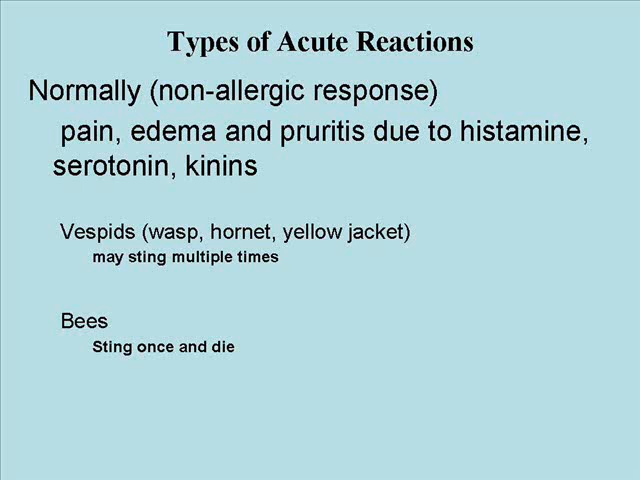 Types of Acute Reactions
Normally (non-allergic response)
pain, edema and pruritis due to histamine,
serotonin, kinins
Vespids (wasp, hornet, yellow jacket)
may sting multiple times
Bees
Sting once and die